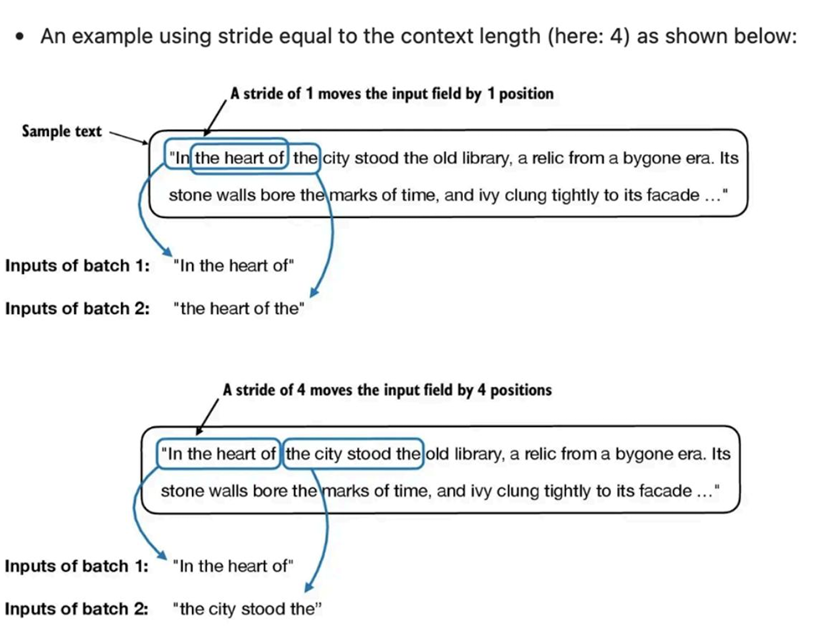 • An example using stride equal to the context length (here: 4) as shown below:
A stride of 1 moves the input field by 1 position
Sample text
"In the heart of the city stood the old library, a relic from a bygone era. Its
stone walls bore the marks of time, and ivy clung tightly to its facade ..."
Inputs of batch 1: "In the heart of"
Inputs of batch 2: "the heart of the"
A stride of 4 moves the input field by 4 positions
"In the heart of the city stood the old library, a relic from a bygone era. Its
stone walls bore the marks of time, and ivy clung tightly to its facade ..."
Inputs of batch 1: "In the heart of"
Inputs of batch 2: "the city stood the”